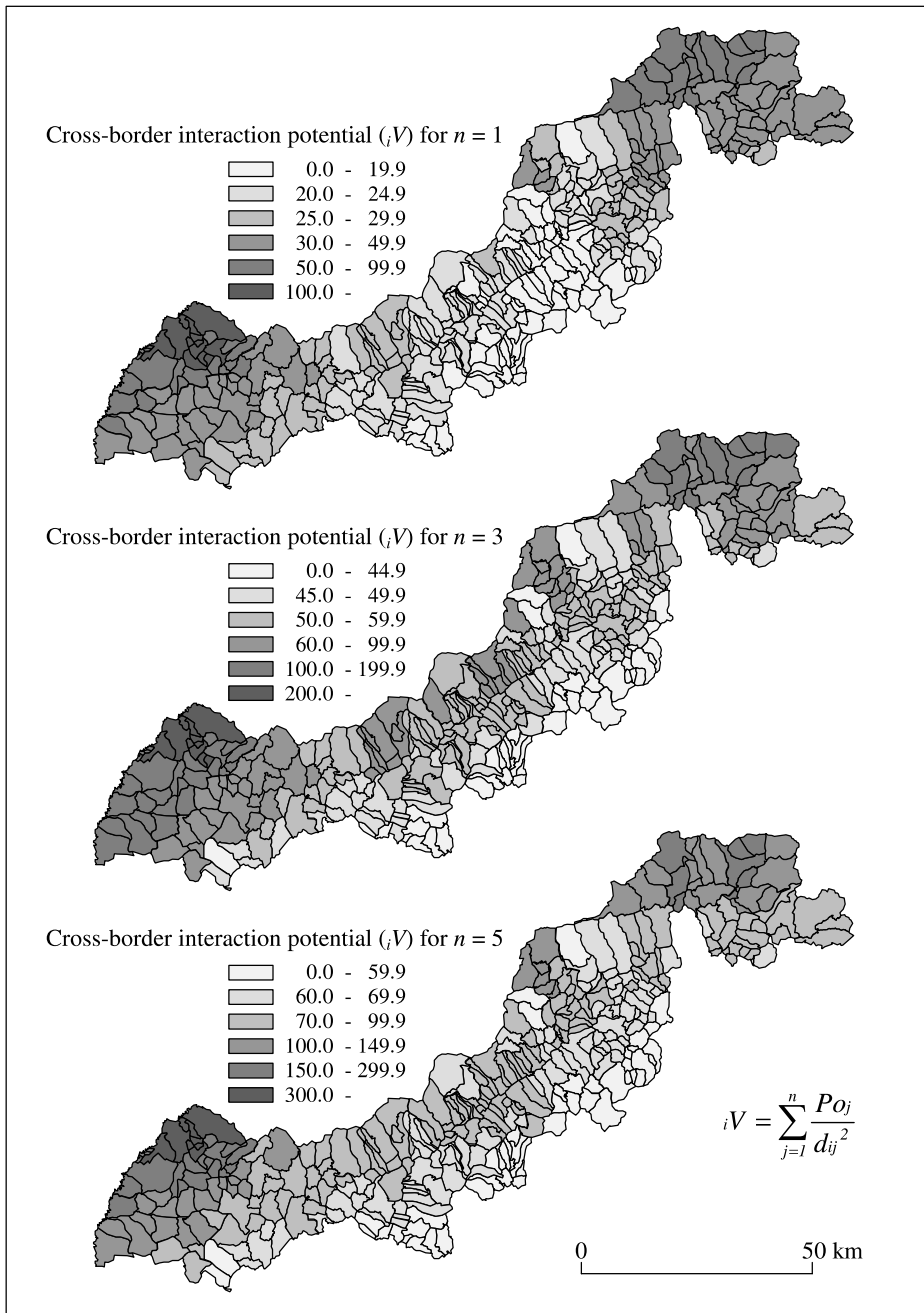 Cross-border interaction potential (ᵢV) for n = 1
0.0 - 19.9
20.0 - 24.9
25.0 - 29.9
30.0 - 49.9
50.0 - 99.9
100.0 -
Cross-border interaction potential (ᵢV) for n = 3
0.0 - 44.9
45.0 - 49.9
50.0 - 59.9
60.0 - 99.9
100.0 - 199.9
200.0 -
Cross-border interaction potential (ᵢV) for n = 5
0.0 - 59.9
60.0 - 69.9
70.0 - 99.9
100.0 - 149.9
150.0 - 299.9
300.0 -
ᵢV = ∑ⁿⱼ₌₁ Poⱼ / dᵢⱼ²
0 50 km